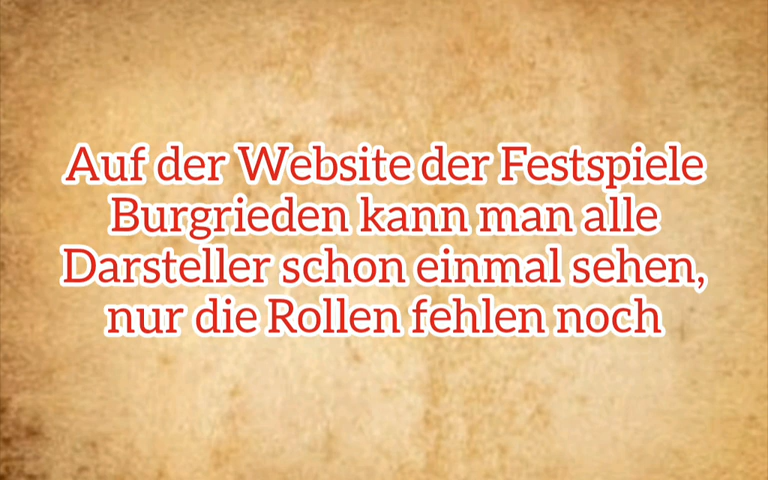 Auf der Website der Festspiele
Burgrieden kann man alle
Darsteller schon einmal sehen,
nur die Rollen fehlen noch